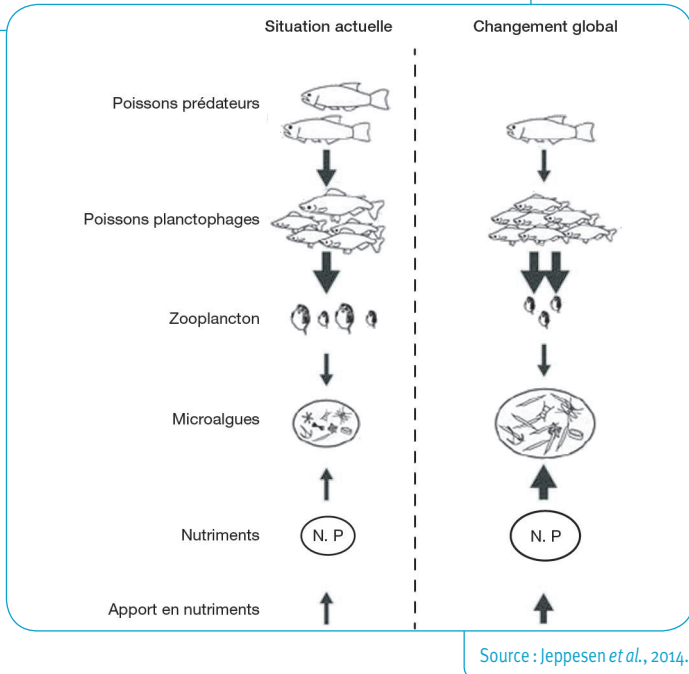 Situation actuelle Changement global
Poissons prédateurs
Poissons planctophages
Zooplancton
Microalgues
Nutriments N. P N. P
Apport en nutriments
Source : Jeppesen et al., 2014.